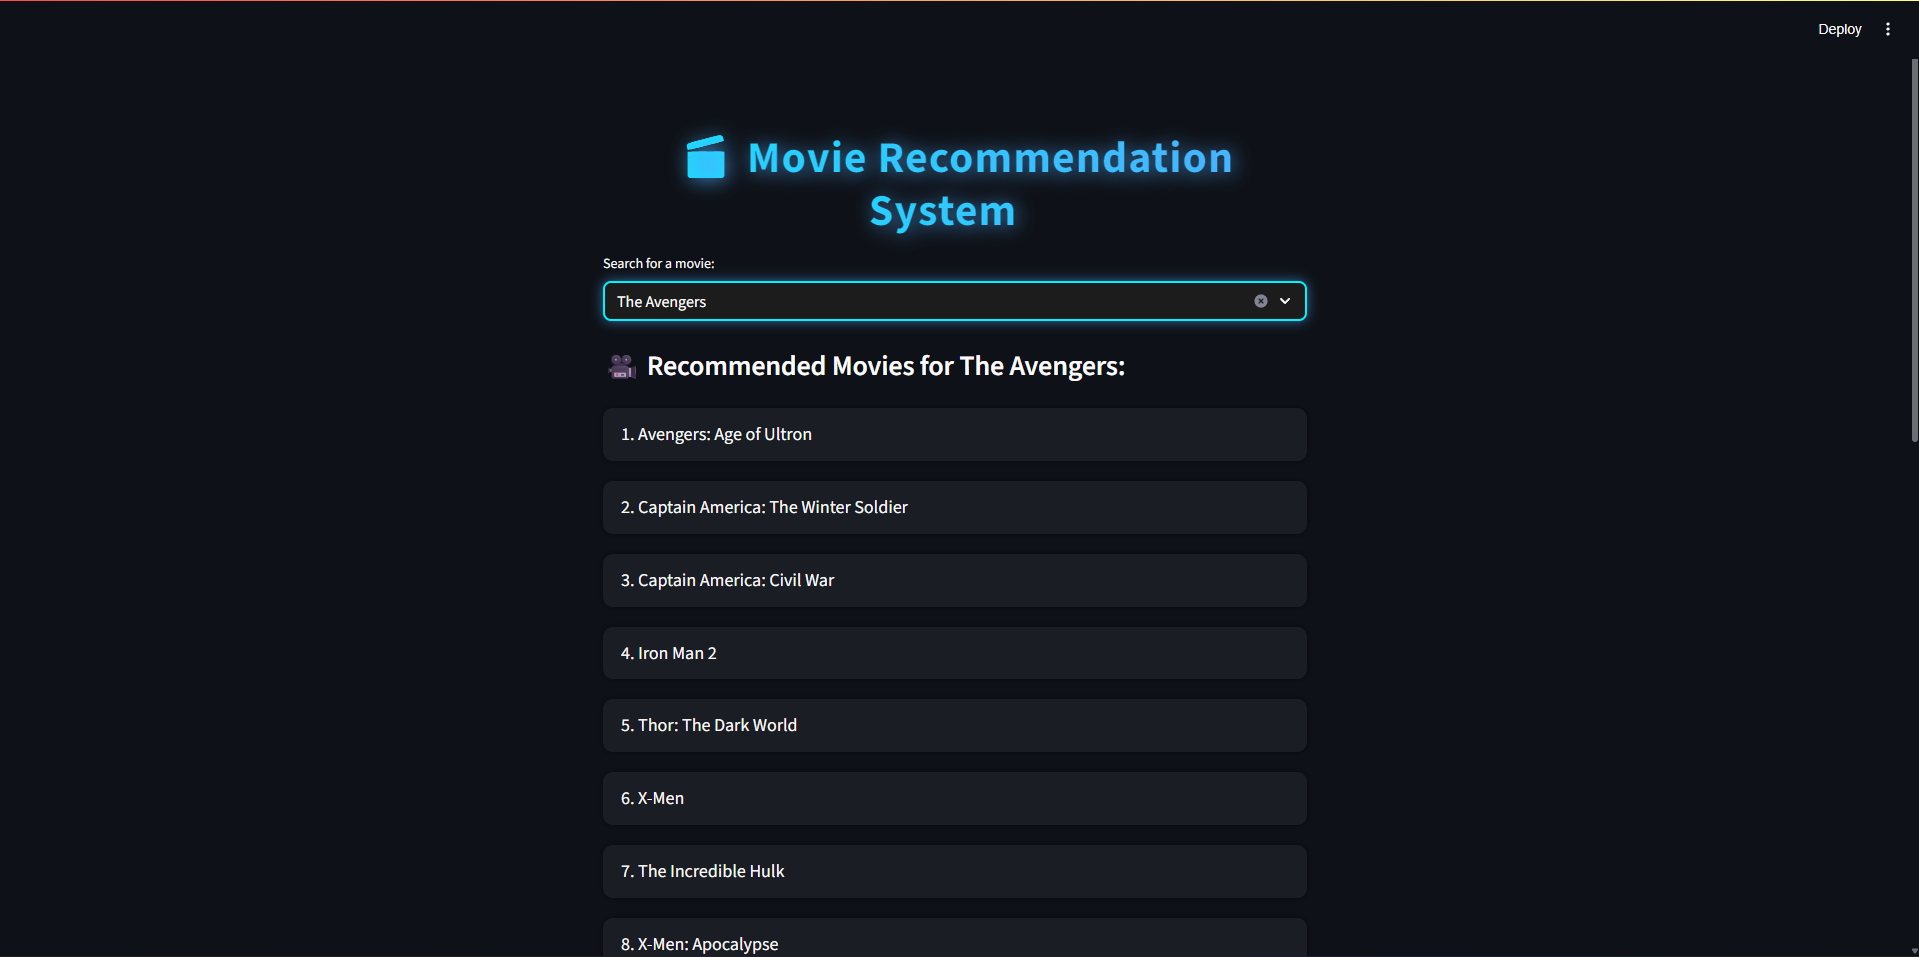 Deploy
Movie Recommendation
System
Search for a movie:
The Avengers
Recommended Movies for The Avengers:
1. Avengers: Age of Ultron
2. Captain America: The Winter Soldier
3. Captain America: Civil War
4. Iron Man 2
5. Thor: The Dark World
6. X-Men
7. The Incredible Hulk
8. X-Men: Apocalypse